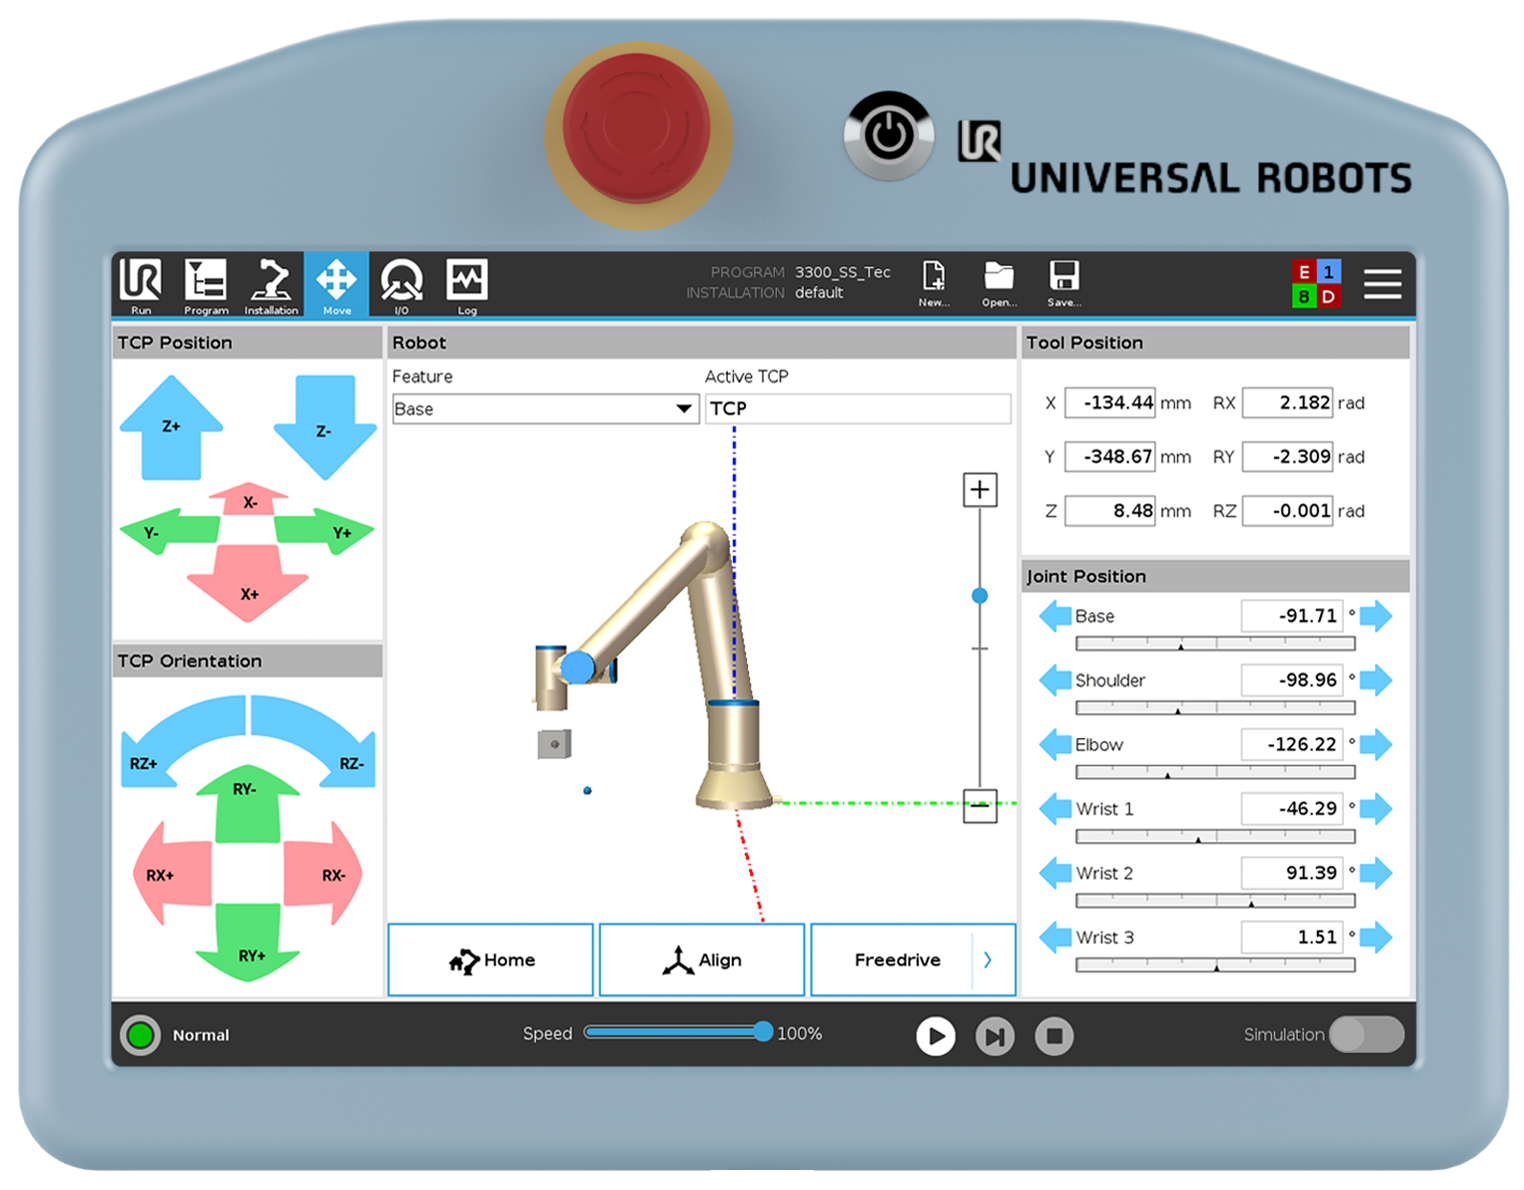 UR
UNIVERSAL ROBOTS
UR
Run
Program
Installation
Move
I/O
Log
PROGRAM 3300_SS_Tec
INSTALLATION default
New...
Open...
Save...
E 1
8 D
TCP Position
Z+
Z-
X-
Y-
Y+
X+
TCP Orientation
RZ+
RZ-
RY-
RX+
RX-
RY+
Robot
Feature
Active TCP
Base
TCP
+
−
Home
Align
Freedrive
Tool Position
X -134.44 mm RX 2.182 rad
Y -348.67 mm RY -2.309 rad
Z 8.48 mm RZ -0.001 rad
Joint Position
Base -91.71 °
Shoulder -98.96 °
Elbow -126.22 °
Wrist 1 -46.29 °
Wrist 2 91.39 °
Wrist 3 1.51 °
Normal
Speed 100%
Simulation